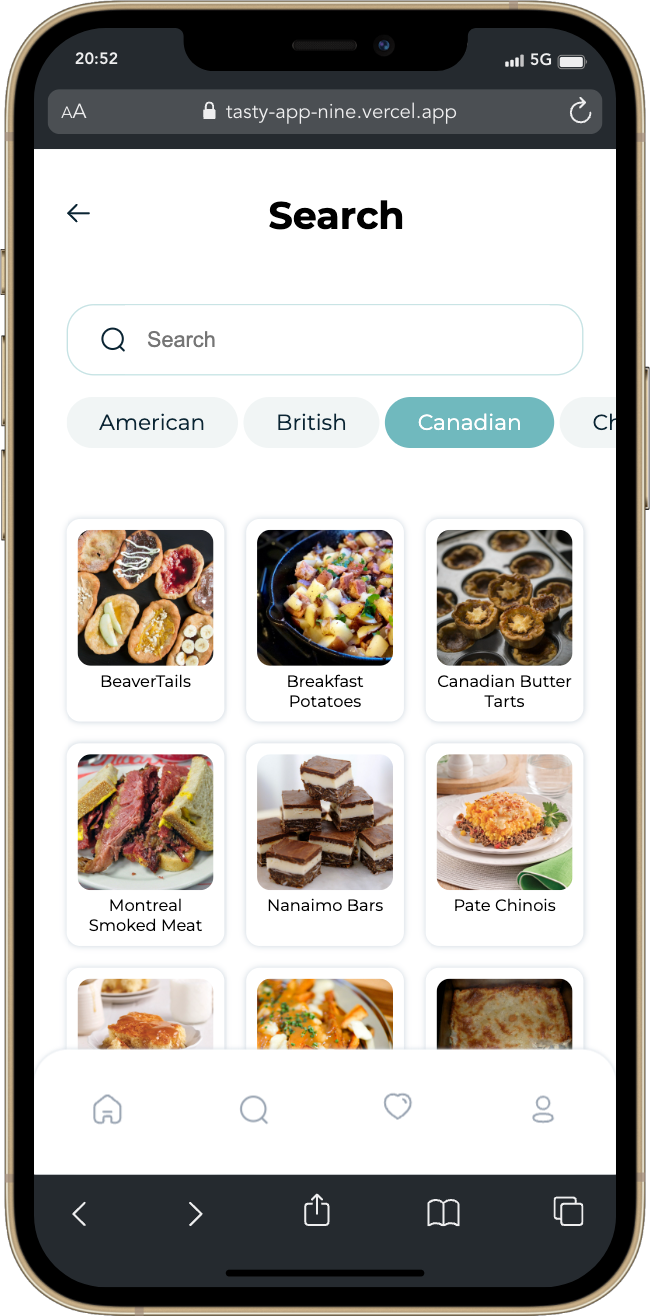 20:52
5G
AA
tasty-app-nine.vercel.app
Search
Search
American
British
Canadian
Ch
BeaverTails
Breakfast
Potatoes
Canadian Butter
Tarts
Montreal
Smoked Meat
Nanaimo Bars
Pate Chinois